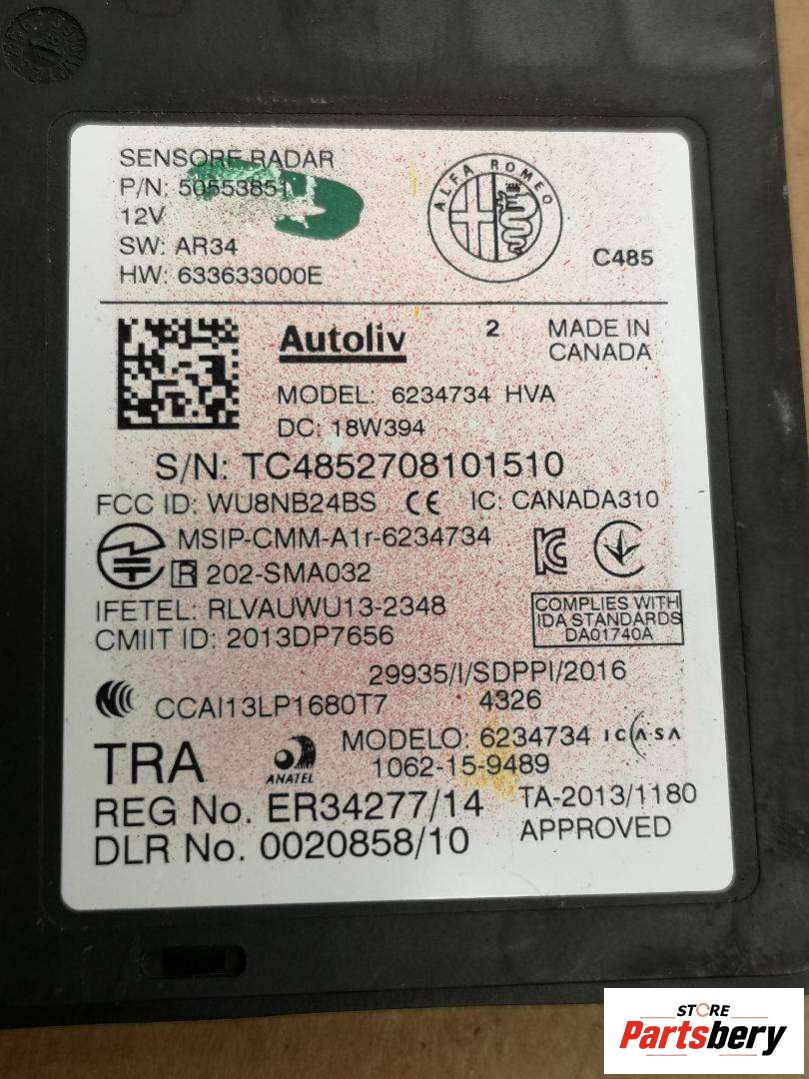 SENSORE RADAR
P/N: 50553851
12V
SW: AR34
HW: 633633000E
ALFA ROMEO
C485
Autoliv 2 MADE IN
CANADA
MODEL: 6234734 HVA
DC: 18W394
S/N: TC4852708101510
FCC ID: WU8NB24BS CE IC: CANADA310
MSIP-CMM-A1r-6234734
R 202-SMA032
IFETEL: RLVAUWU13-2348
CMIIT ID: 2013DP7656
COMPLIES WITH
IDA STANDARDS
DA01740A
29935/I/SDPPI/2016
4326
CCAI13LP1680T7
TRA
ANATEL
MODELO: 6234734 ICASA
1062-15-9489
REG No. ER34277/14
DLR No. 0020858/10
TA-2013/1180
APPROVED
STORE
Partsbery